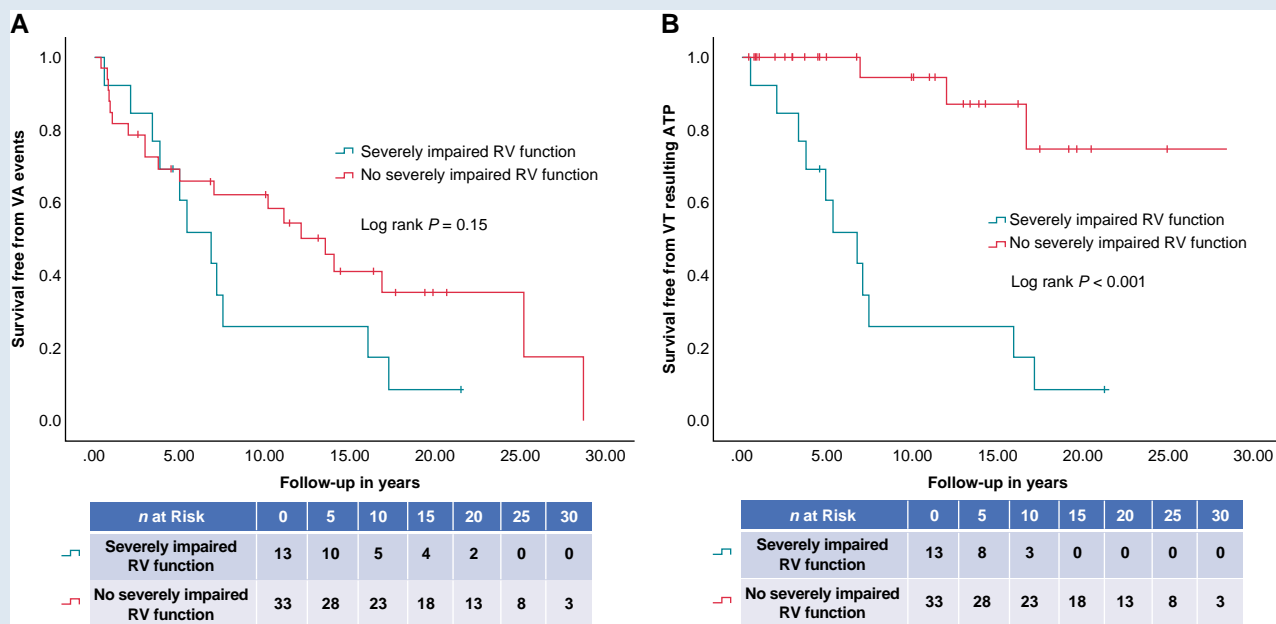 A
Survival free from VA events
1.0
0.8
0.6
0.4
0.2
0.0
Severely impaired RV function
No severely impaired RV function
Log rank P = 0.15
.00 5.00 10.00 15.00 20.00 25.00 30.00
Follow-up in years
n at Risk 0 5 10 15 20 25 30
Severely impaired
RV function 13 10 5 4 2 0 0
No severely impaired
RV function 33 28 23 18 13 8 3
B
Survival free from VT resulting ATP
1.0
0.8
0.6
0.4
0.2
0.0
Severely impaired RV function
No severely impaired RV function
Log rank P < 0.001
.00 5.00 10.00 15.00 20.00 25.00 30.00
Follow-up in years
n at Risk 0 5 10 15 20 25 30
Severely impaired
RV function 13 8 3 0 0 0 0
No severely impaired
RV function 33 28 23 18 13 8 3